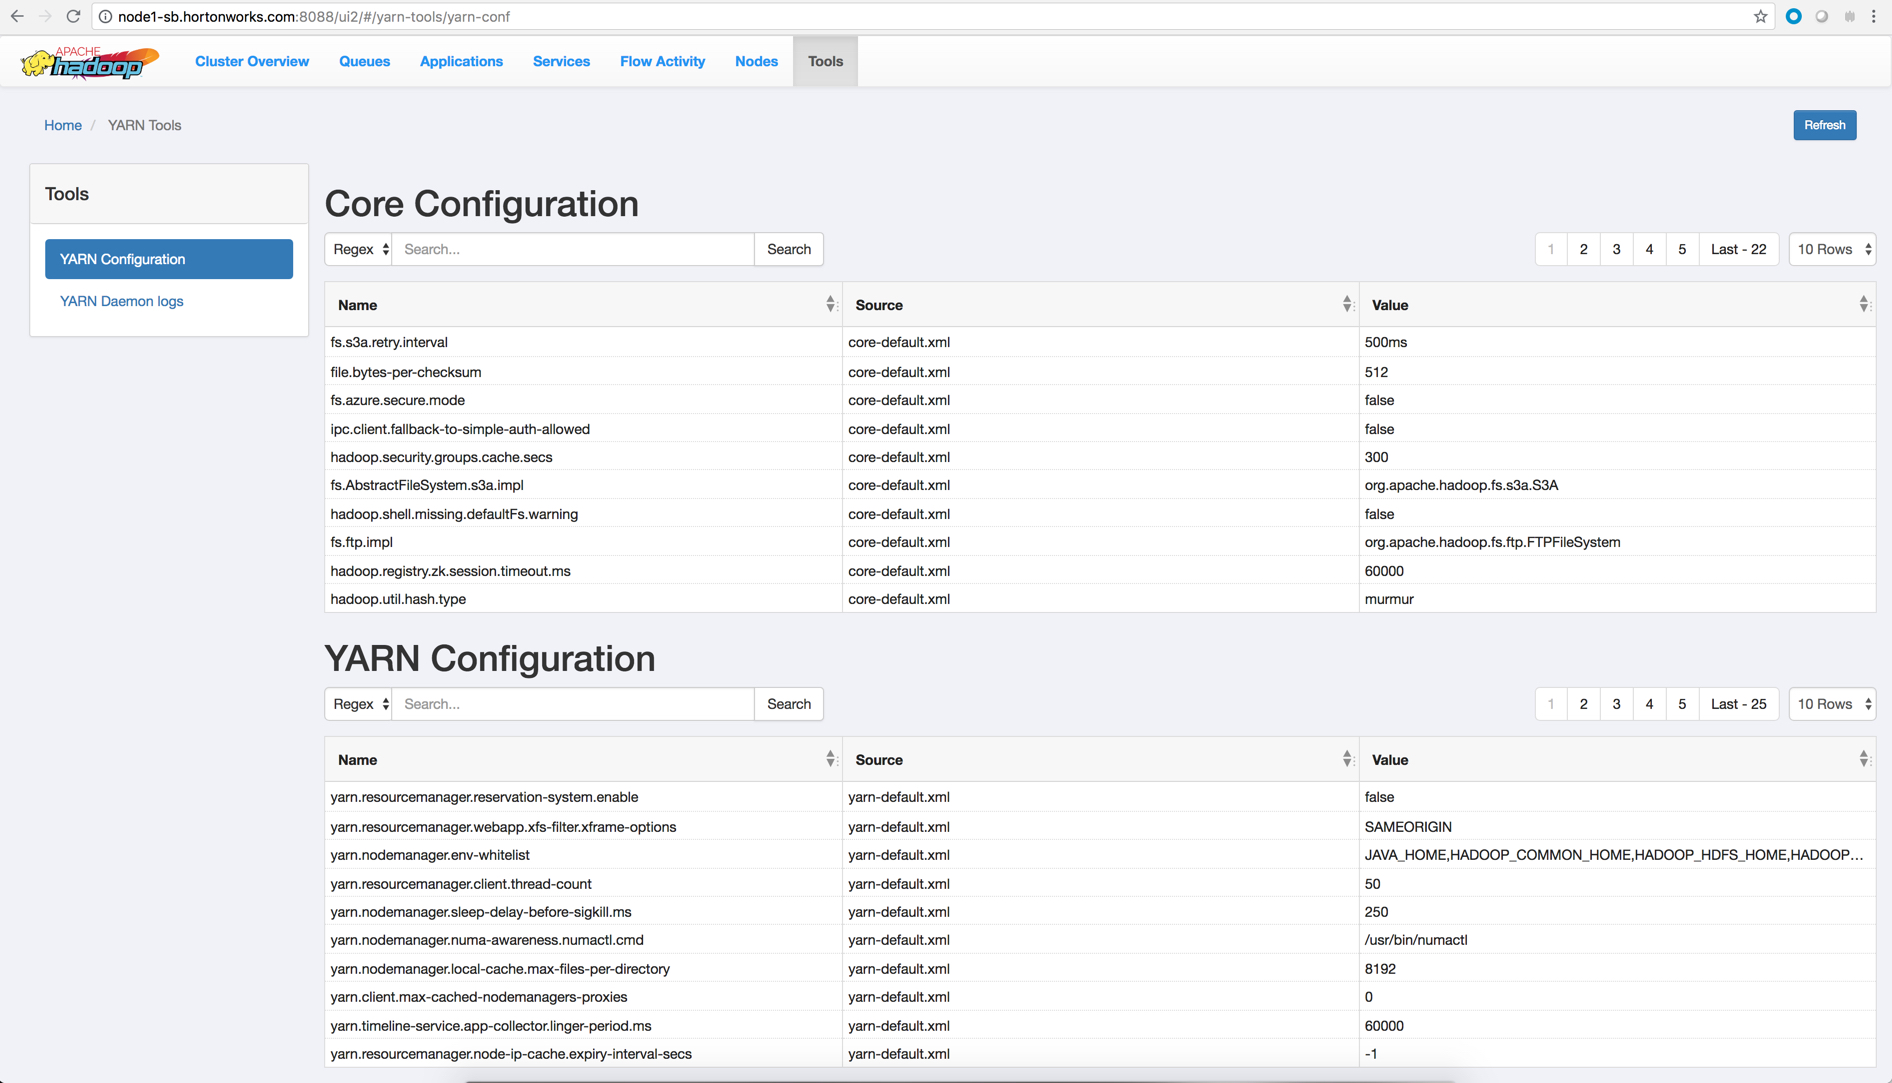 node1-sb.hortonworks.com:8088/ui2/#/yarn-tools/yarn-conf
APACHE
hadoop
Cluster Overview Queues Applications Services Flow Activity Nodes Tools
Home / YARN Tools Refresh
Tools
YARN Configuration
YARN Daemon logs
Core Configuration
Regex Search... Search 1 2 3 4 5 Last - 22 10 Rows
Name Source Value
fs.s3a.retry.interval core-default.xml 500ms
file.bytes-per-checksum core-default.xml 512
fs.azure.secure.mode core-default.xml false
ipc.client.fallback-to-simple-auth-allowed core-default.xml false
hadoop.security.groups.cache.secs core-default.xml 300
fs.AbstractFileSystem.s3a.impl core-default.xml org.apache.hadoop.fs.s3a.S3A
hadoop.shell.missing.defaultFs.warning core-default.xml false
fs.ftp.impl core-default.xml org.apache.hadoop.fs.ftp.FTPFileSystem
hadoop.registry.zk.session.timeout.ms core-default.xml 60000
hadoop.util.hash.type core-default.xml murmur
YARN Configuration
Regex Search... Search 1 2 3 4 5 Last - 25 10 Rows
Name Source Value
yarn.resourcemanager.reservation-system.enable yarn-default.xml false
yarn.resourcemanager.webapp.xfs-filter.xframe-options yarn-default.xml SAMEORIGIN
yarn.nodemanager.env-whitelist yarn-default.xml JAVA_HOME,HADOOP_COMMON_HOME,HADOOP_HDFS_HOME,HADOOP...
yarn.resourcemanager.client.thread-count yarn-default.xml 50
yarn.nodemanager.sleep-delay-before-sigkill.ms yarn-default.xml 250
yarn.nodemanager.numa-awareness.numactl.cmd yarn-default.xml /usr/bin/numactl
yarn.nodemanager.local-cache.max-files-per-directory yarn-default.xml 8192
yarn.client.max-cached-nodemanagers-proxies yarn-default.xml 0
yarn.timeline-service.app-collector.linger-period.ms yarn-default.xml 60000
yarn.resourcemanager.node-ip-cache.expiry-interval-secs yarn-default.xml -1